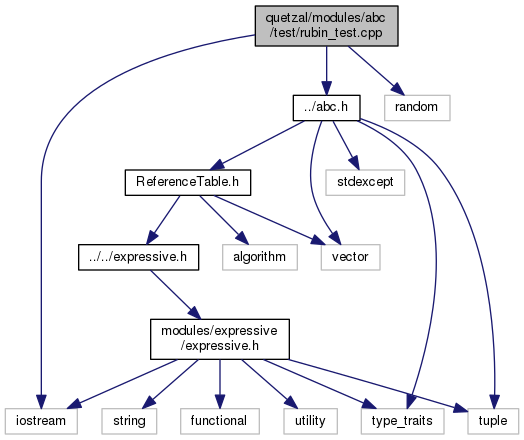 quetzal/modules/abc
/test/rubin_test.cpp
../abc.h
random
ReferenceTable.h
stdexcept
../../expressive.h
algorithm
vector
modules/expressive
/expressive.h
iostream
string
functional
utility
type_traits
tuple